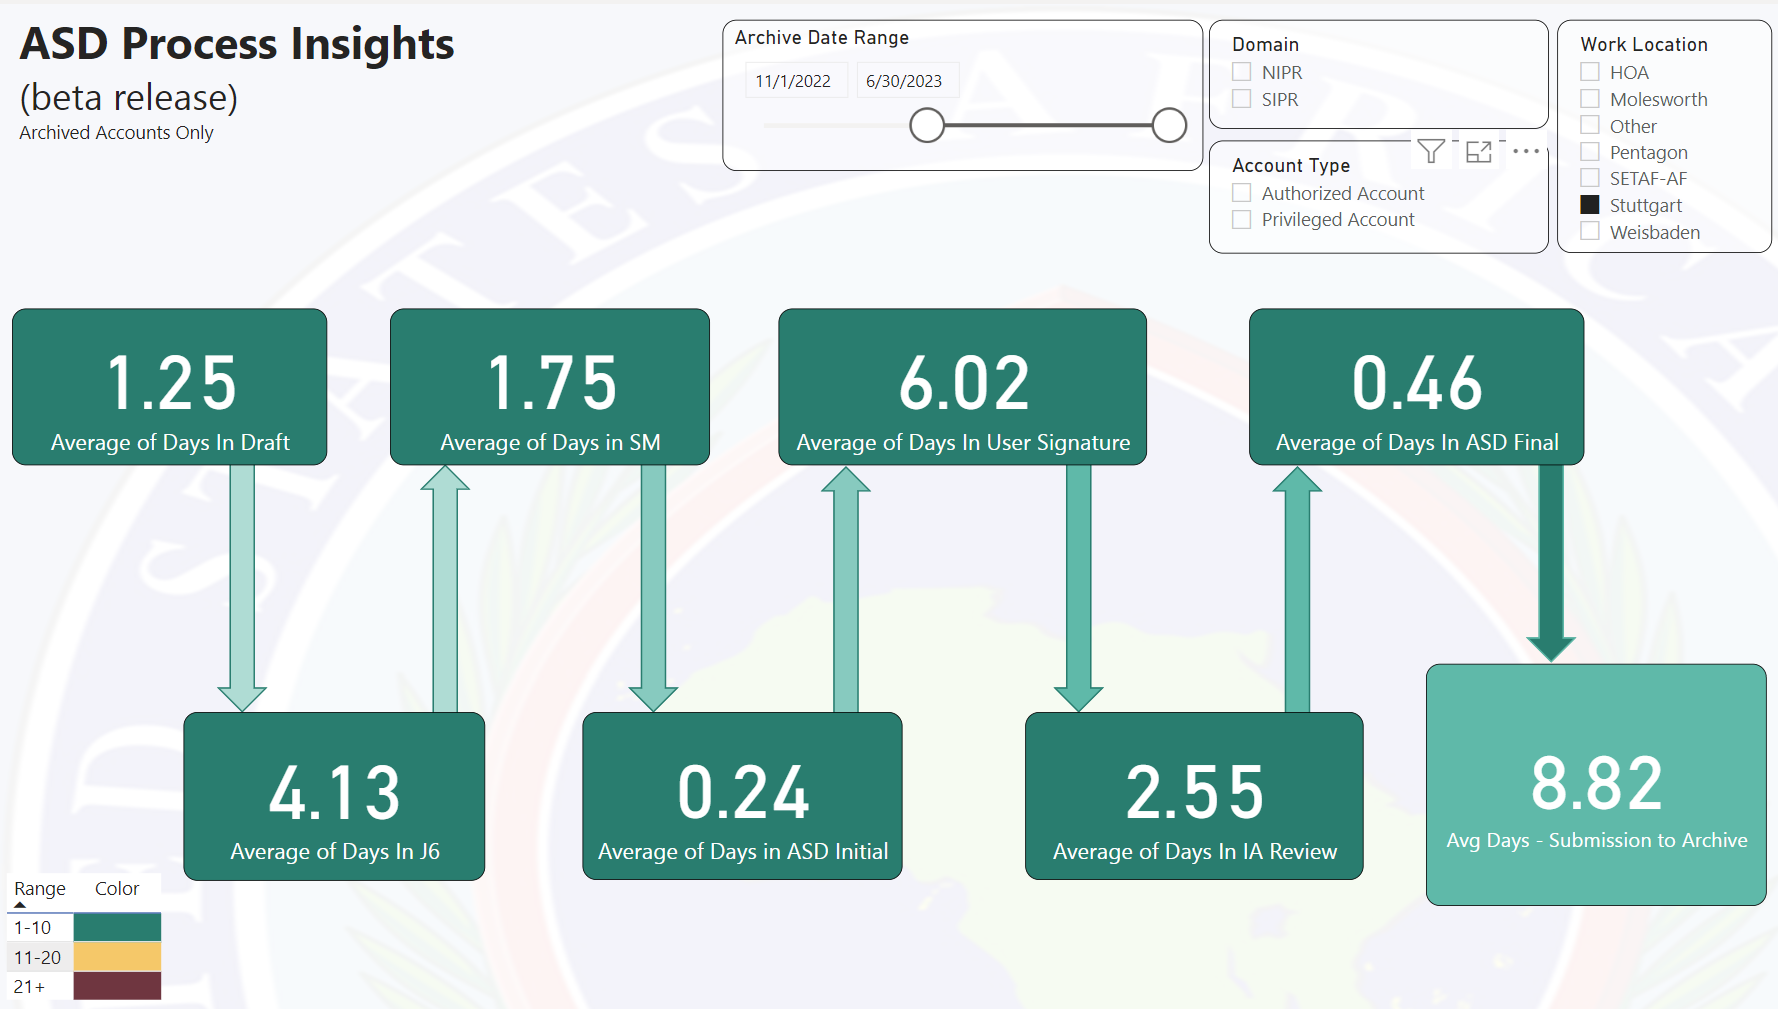 ASD Process Insights
(beta release)
Archived Accounts Only
Archive Date Range
11/1/2022 6/30/2023
Domain
NIPR
SIPR
Account Type
Authorized Account
Privileged Account
Work Location
HOA
Molesworth
Other
Pentagon
SETAF-AF
Stuttgart
Weisbaden
1.25
Average of Days In Draft
1.75
Average of Days in SM
6.02
Average of Days In User Signature
0.46
Average of Days In ASD Final
4.13
Average of Days In J6
0.24
Average of Days in ASD Initial
2.55
Average of Days In IA Review
8.82
Avg Days - Submission to Archive
Range Color
1-10
11-20
21+